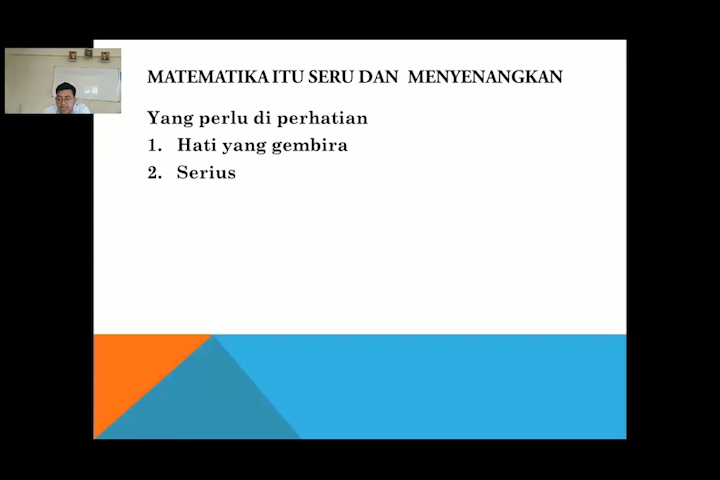 MATEMATIKA ITU SERU DAN MENYENANGKAN
Yang perlu di perhatian
1. Hati yang gembira
2. Serius